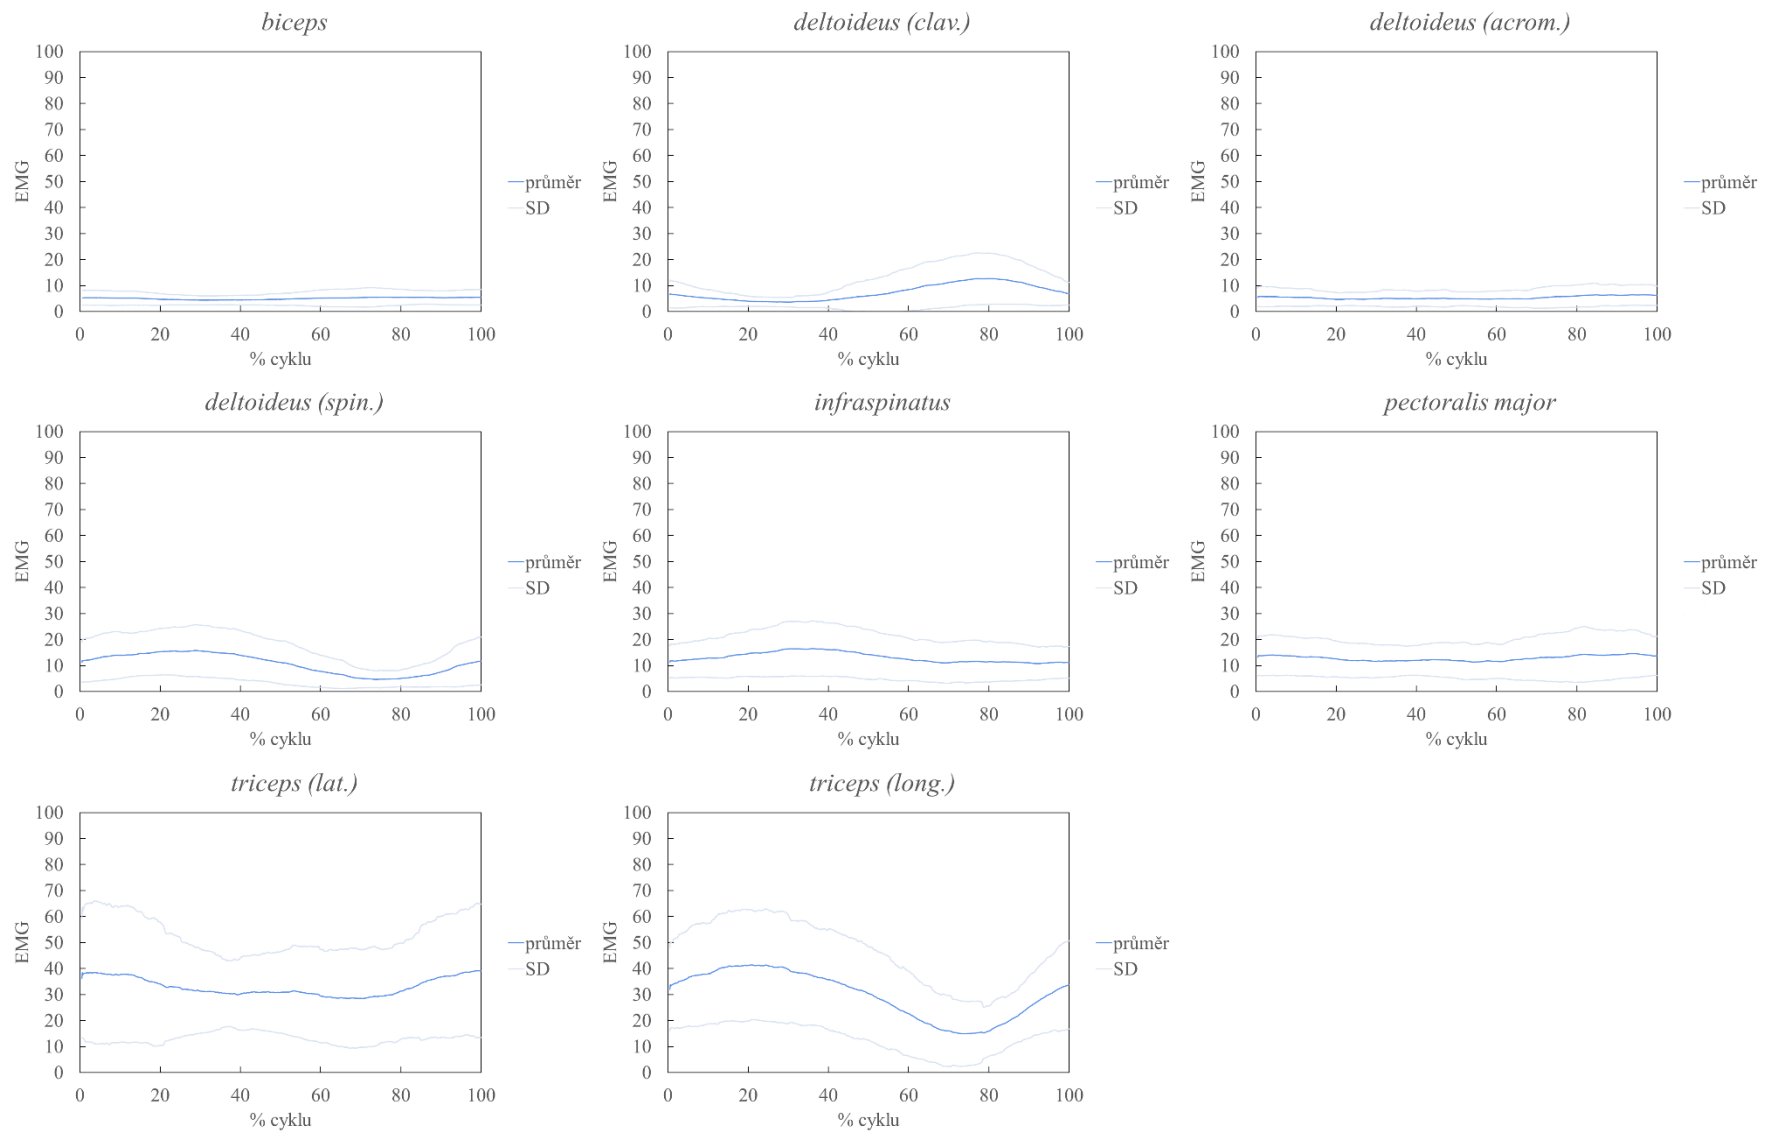 biceps
100
90
80
70
60
50
40
30
20
10
0
EMG
0 20 40 60 80 100
% cyklu
průměr
SD
deltoideus (clav.)
100
90
80
70
60
50
40
30
20
10
0
EMG
0 20 40 60 80 100
% cyklu
průměr
SD
deltoideus (acrom.)
100
90
80
70
60
50
40
30
20
10
0
EMG
0 20 40 60 80 100
% cyklu
průměr
SD
deltoideus (spin.)
100
90
80
70
60
50
40
30
20
10
0
EMG
0 20 40 60 80 100
% cyklu
průměr
SD
infraspinatus
100
90
80
70
60
50
40
30
20
10
0
EMG
0 20 40 60 80 100
% cyklu
průměr
SD
pectoralis major
100
90
80
70
60
50
40
30
20
10
0
EMG
0 20 40 60 80 100
% cyklu
průměr
SD
triceps (lat.)
100
90
80
70
60
50
40
30
20
10
0
EMG
0 20 40 60 80 100
% cyklu
průměr
SD
triceps (long.)
100
90
80
70
60
50
40
30
20
10
0
EMG
0 20 40 60 80 100
% cyklu
průměr
SD